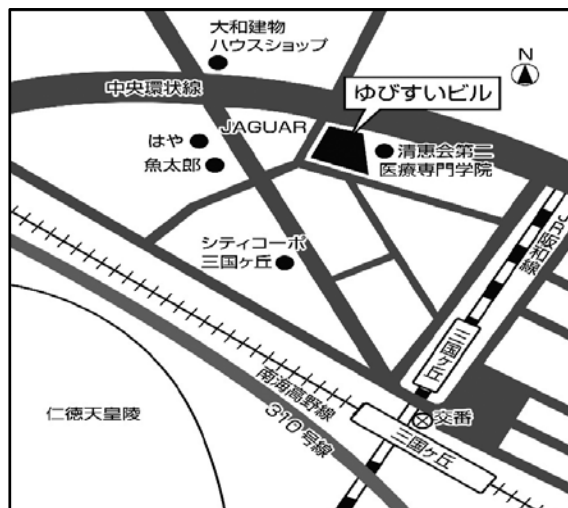 大和建物
ハウスショップ
N
中央環状線
ゆびすいビル
JAGUAR
はや
魚太郎
清恵会第二
医療専門学院
シティコーポ
三国ヶ丘
JR阪和線
三国ヶ丘
南海高野線
310号線
交番
三国ヶ丘
仁徳天皇陵